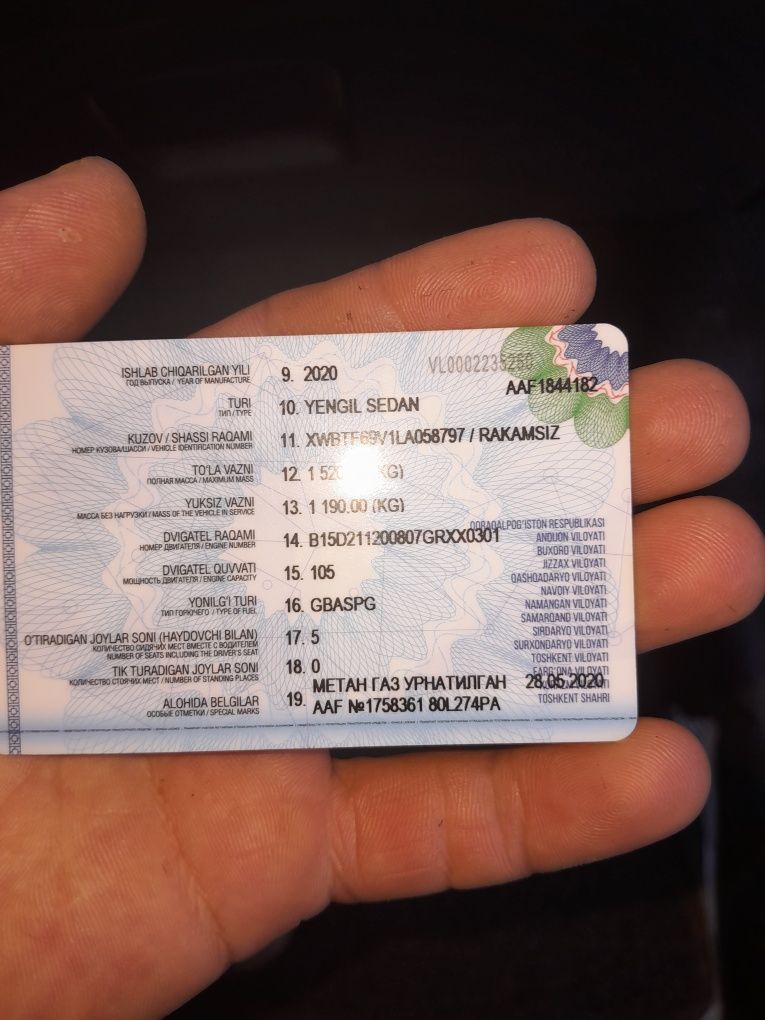 ISHLAB CHIQARILGAN YILI 9. 2020
ГОД ВЫПУСКА / YEAR OF MANUFACTURE
AAF1844182
TURI 10. YENGIL SEDAN
ТИП / TYPE
KUZOV / SHASSI RAQAMI 11. XWBTF69V1LA058797 / RAKAMSIZ
НОМЕР КУЗОВА/ШАССИ / VEHICLE IDENTIFICATION NUMBER
TO'LA VAZNI 12. 1 520 KG)
ПОЛНАЯ МАССА / MAXIMUM MASS
YUKSIZ VAZNI 13. 1 190.00 (KG)
МАССА БЕЗ НАГРУЗКИ / MASS OF THE VEHICLE IN SERVICE
DVIGATEL RAQAMI 14. B15D211200807GRXX0301
НОМЕР ДВИГАТЕЛЯ / ENGINE NUMBER
DVIGATEL QUVVATI 15. 105
МОЩНОСТЬ ДВИГАТЕЛЯ / ENGINE CAPACITY
YONILG'I TURI 16. GBASPG
ТИП ГОРЮЧЕГО / TYPE OF FUEL
O'TIRADIGAN JOYLAR SONI (HAYDOVCHI BILAN) 17. 5
КОЛИЧЕСТВО СИДЯЧИХ МЕСТ ВМЕСТЕ С ВОДИТЕЛЕМ
NUMBER OF SEATS INCLUDING THE DRIVER'S SEAT
TIK TURADIGAN JOYLAR SONI 18. 0
КОЛИЧЕСТВО СТОЯЧИХ МЕСТ / NUMBER OF STANDING PLACES
ALOHIDA BELGILAR 19. МЕТАН ГАЗ УРНАТИЛГАН 28.05.2020
ОСОБЫЕ ОТМЕТКИ / SPECIAL MARKS
AAF №1758361 80L274PA
QORAQALPOG'ISTON RESPUBLIKASI
ANDIJON VILOYATI
BUXORO VILOYATI
JIZZAX VILOYATI
QASHQADARYO VILOYATI
NAVOIY VILOYATI
NAMANGAN VILOYATI
SAMARQAND VILOYATI
SIRDARYO VILOYATI
SURXONDARYO VILOYATI
TOSHKENT VILOYATI
FARG'ONA VILOYATI
TOSHKENT SHAHRI